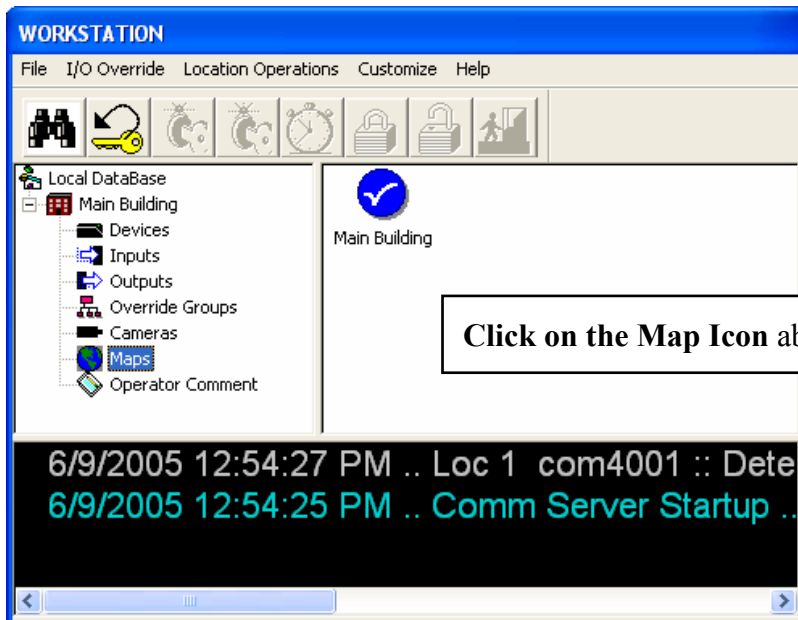 WORKSTATION
File I/O Override Location Operations Customize Help
Local DataBase
Main Building
Devices
Inputs
Outputs
Override Groups
Cameras
Maps
Operator Comment
Main Building
Click on the Map Icon ab
6/9/2005 12:54:27 PM .. Loc 1 com4001 :: Dete
6/9/2005 12:54:25 PM .. Comm Server Startup ..